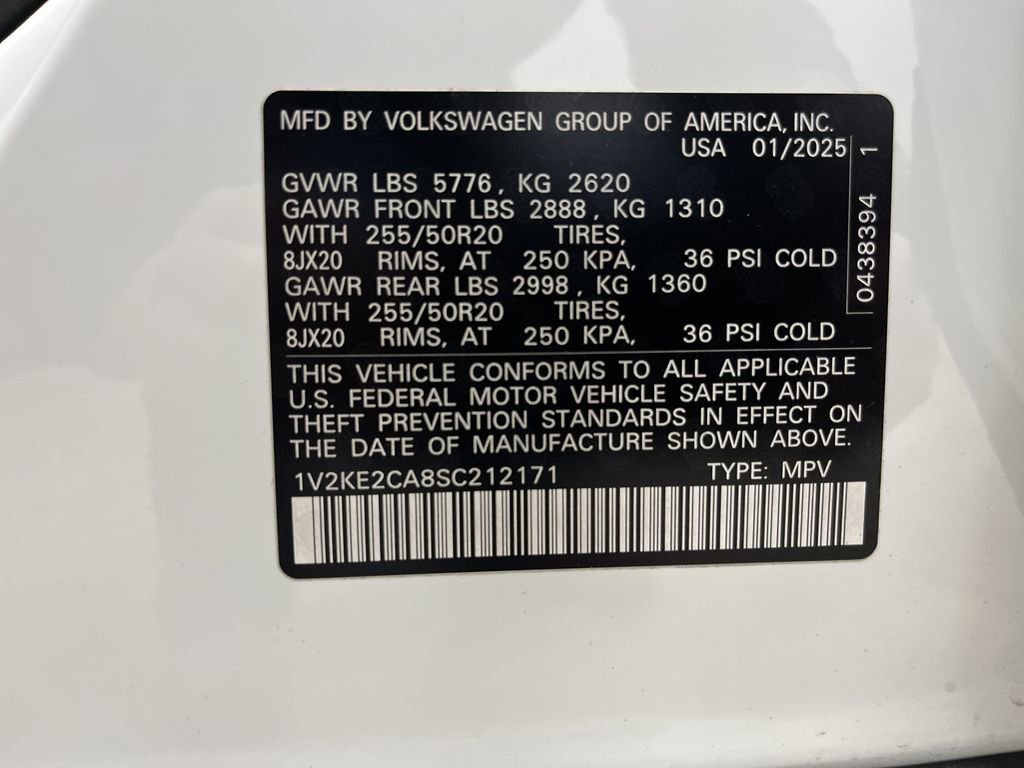 MFD BY VOLKSWAGEN GROUP OF AMERICA, INC.
USA 01/2025
GVWR LBS 5776, KG 2620
GAWR FRONT LBS 2888, KG 1310
WITH 255/50R20 TIRES,
8JX20 RIMS, AT 250 KPA, 36 PSI COLD
GAWR REAR LBS 2998, KG 1360
WITH 255/50R20 TIRES,
8JX20 RIMS, AT 250 KPA, 36 PSI COLD
0438394 1
THIS VEHICLE CONFORMS TO ALL APPLICABLE
U.S. FEDERAL MOTOR VEHICLE SAFETY AND
THEFT PREVENTION STANDARDS IN EFFECT ON
THE DATE OF MANUFACTURE SHOWN ABOVE.
1V2KE2CA8SC212171 TYPE: MPV